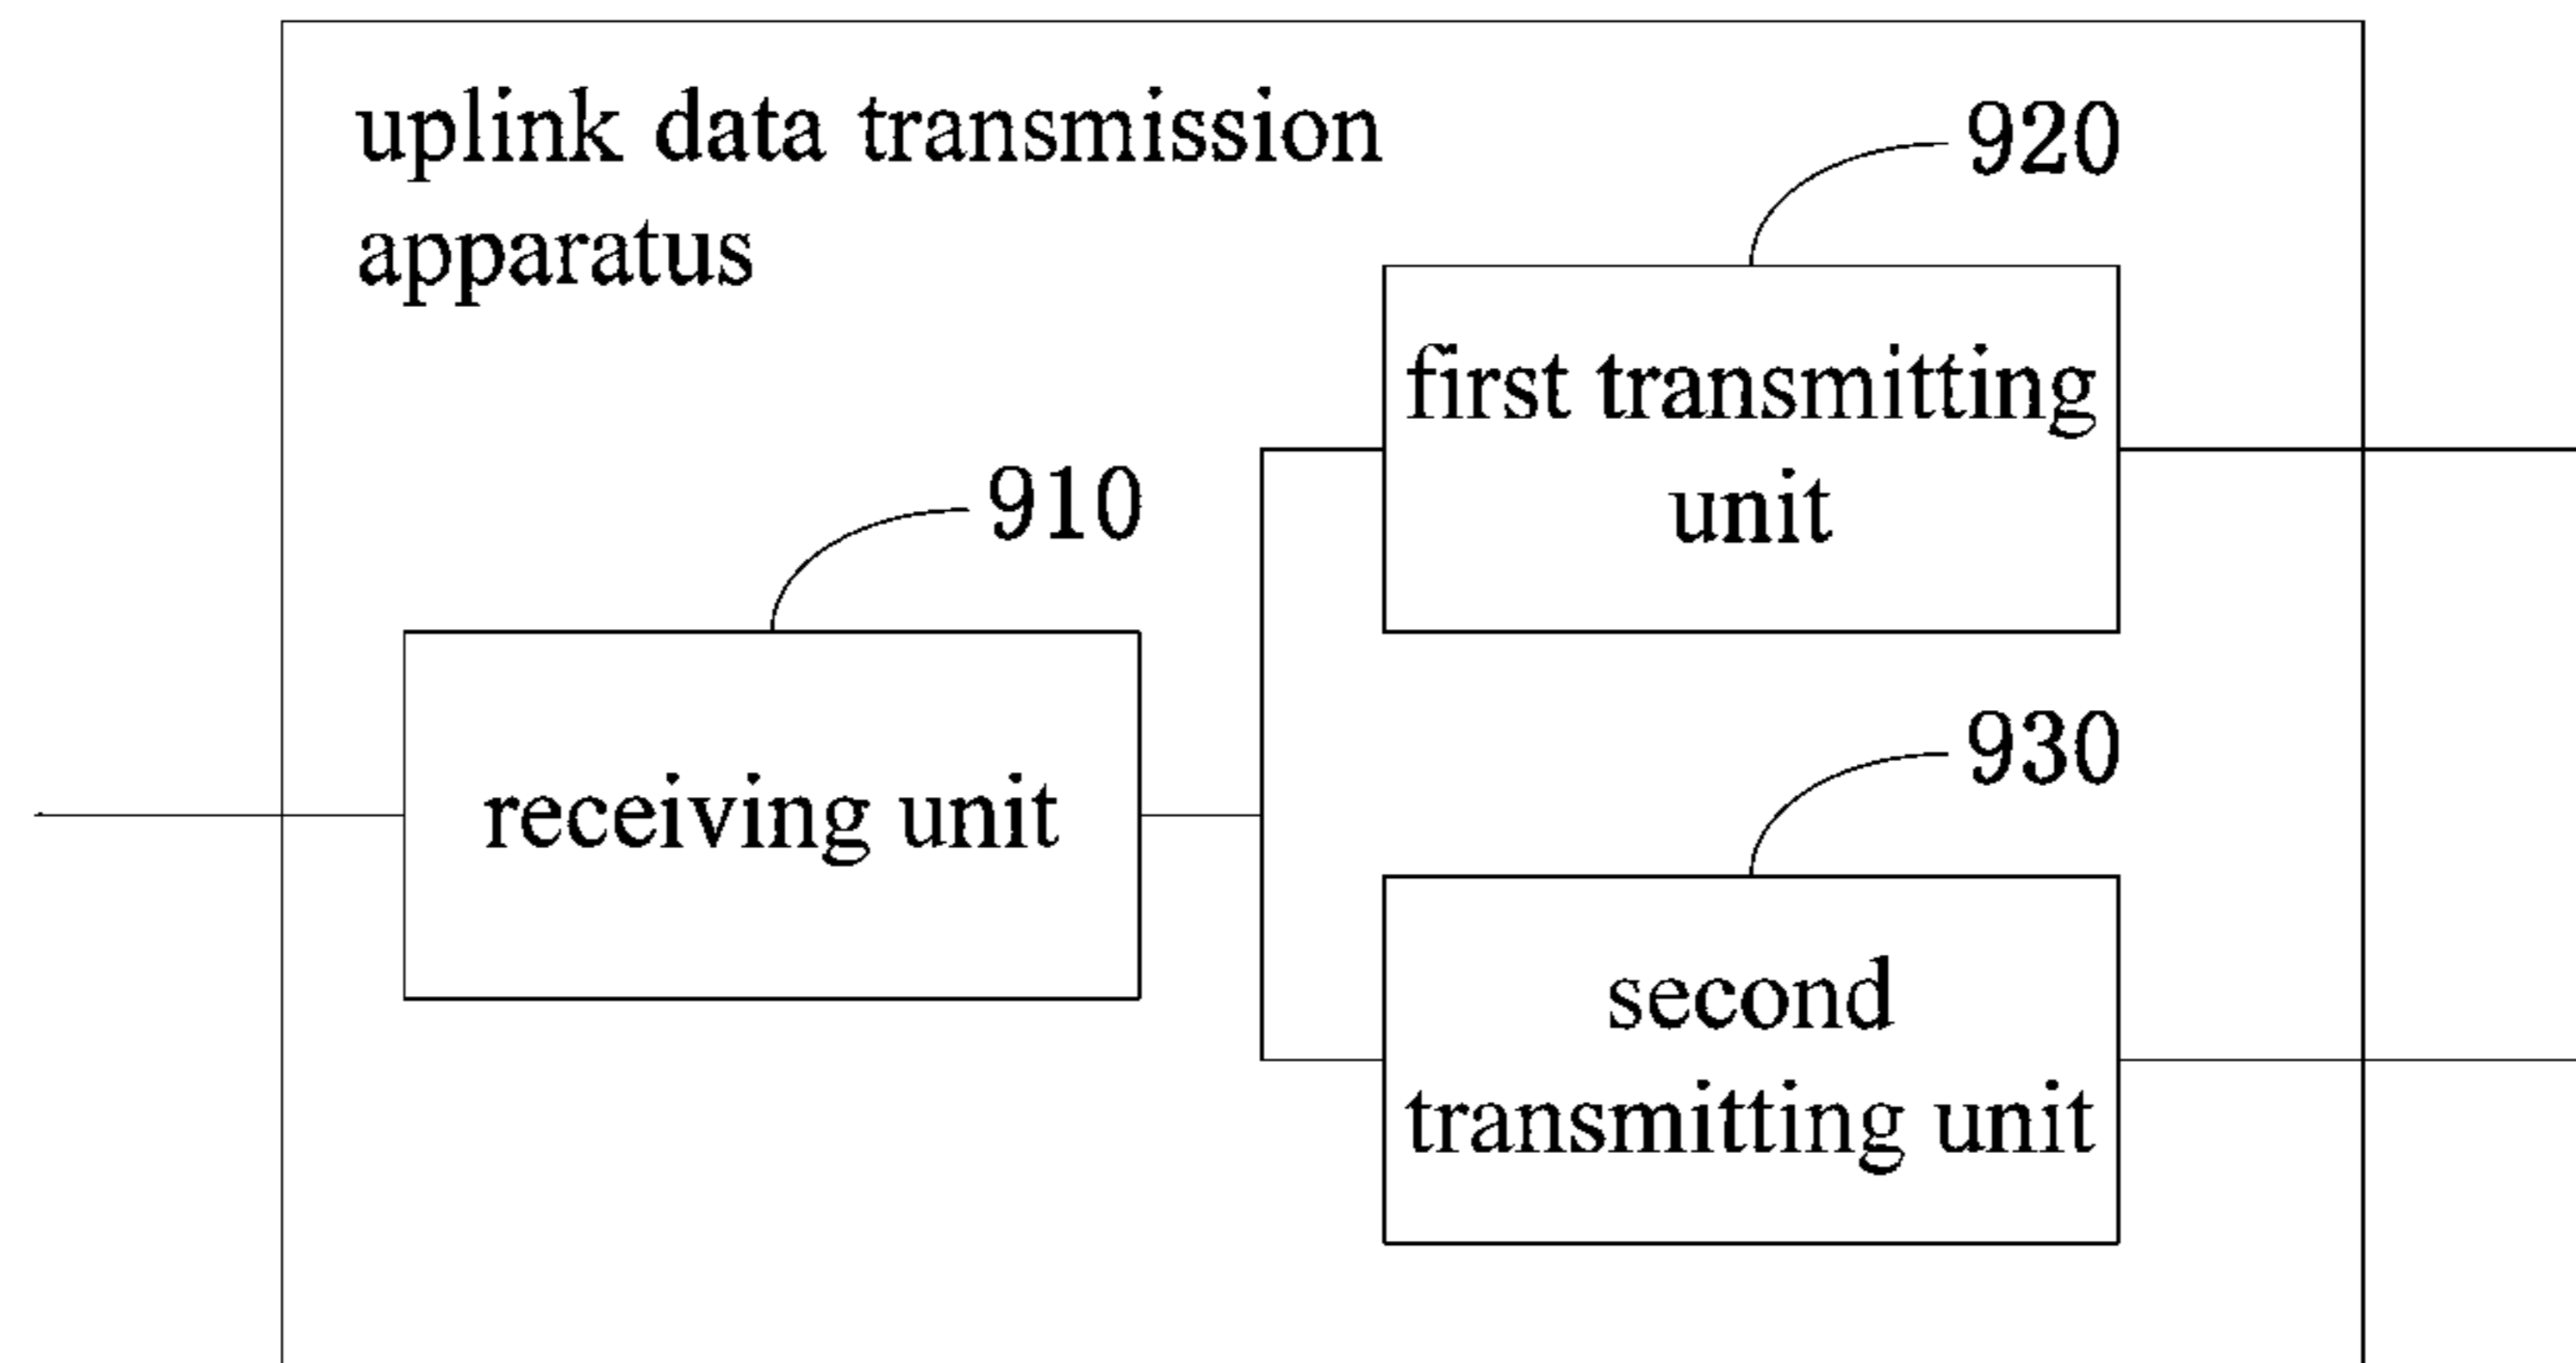 uplink data transmission
apparatus
920
first transmitting
unit
910
receiving unit
930
second
transmitting unit